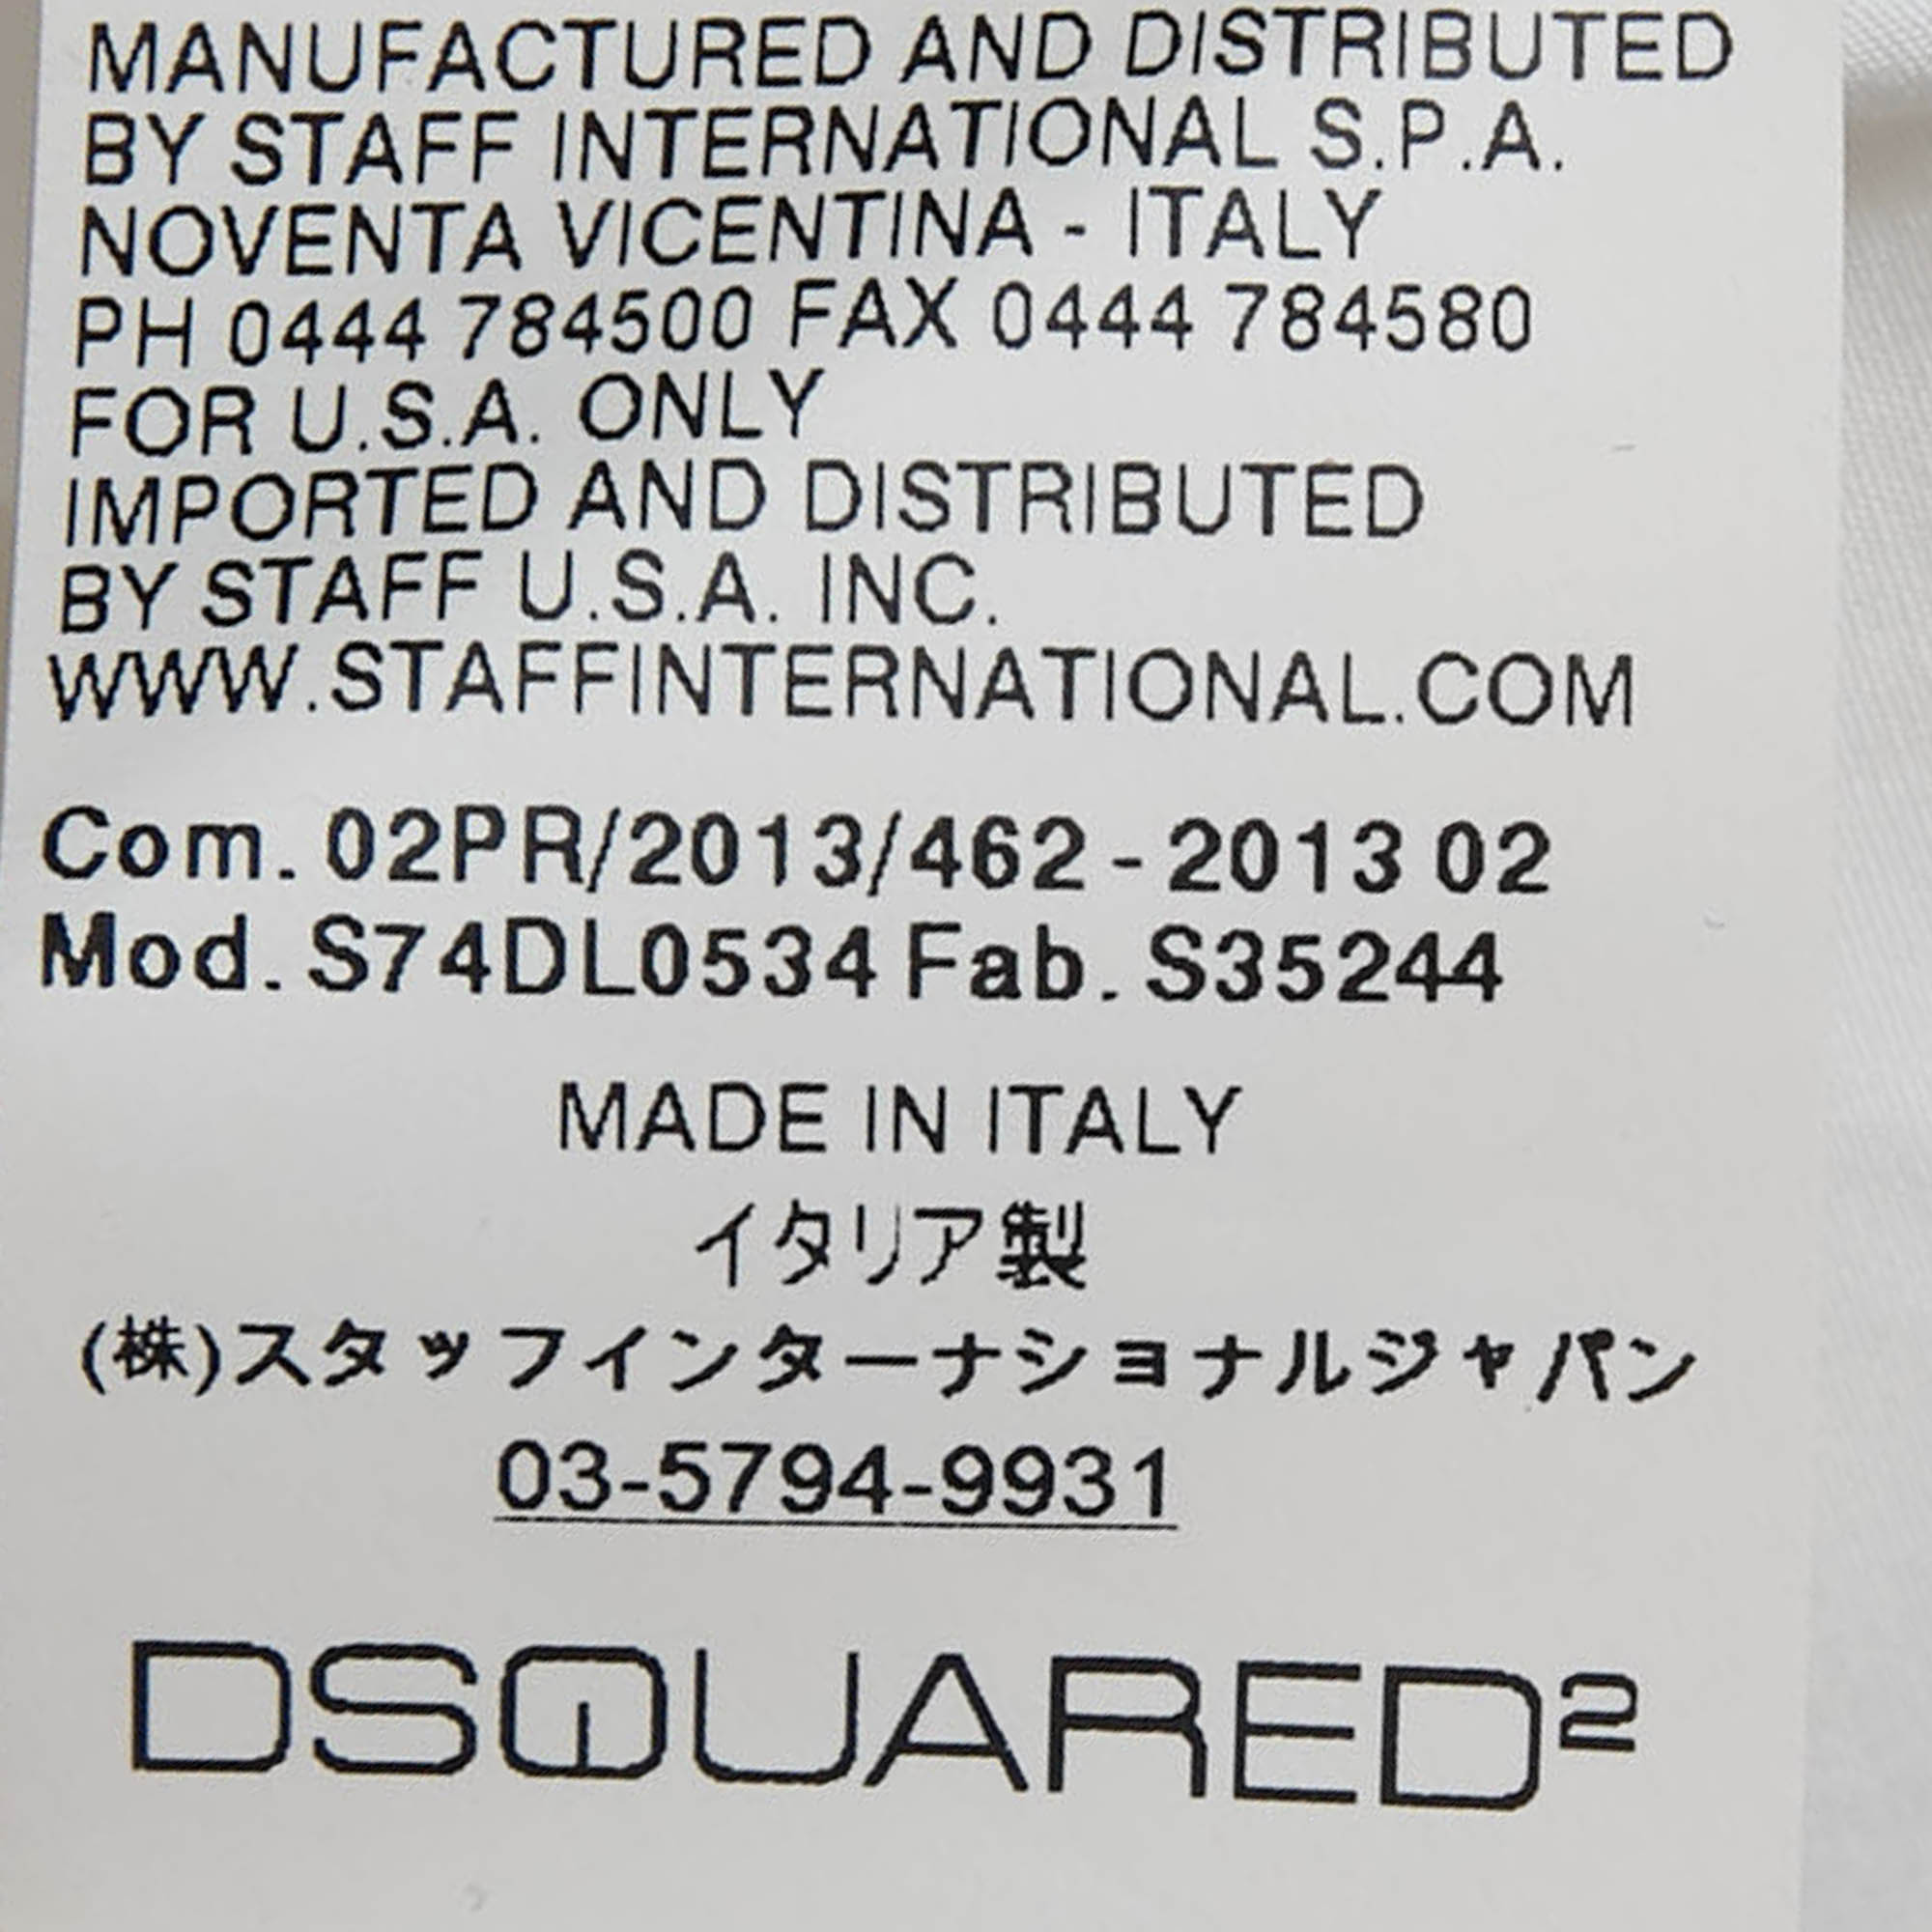 MANUFACTURED AND DISTRIBUTED
BY STAFF INTERNATIONAL S.P.A.
NOVENTA VICENTINA - ITALY
PH 0444 784500 FAX 0444 784580
FOR U.S.A. ONLY
IMPORTED AND DISTRIBUTED
BY STAFF U.S.A. INC.
WWW.STAFFINTERNATIONAL.COM
Com. 02PR/2013/462 - 2013 02
Mod. S74DL0534 Fab. S35244
MADE IN ITALY
イタリア製
(株)スタッフインターナショナルジャパン
03-5794-9931
DSQUARED²